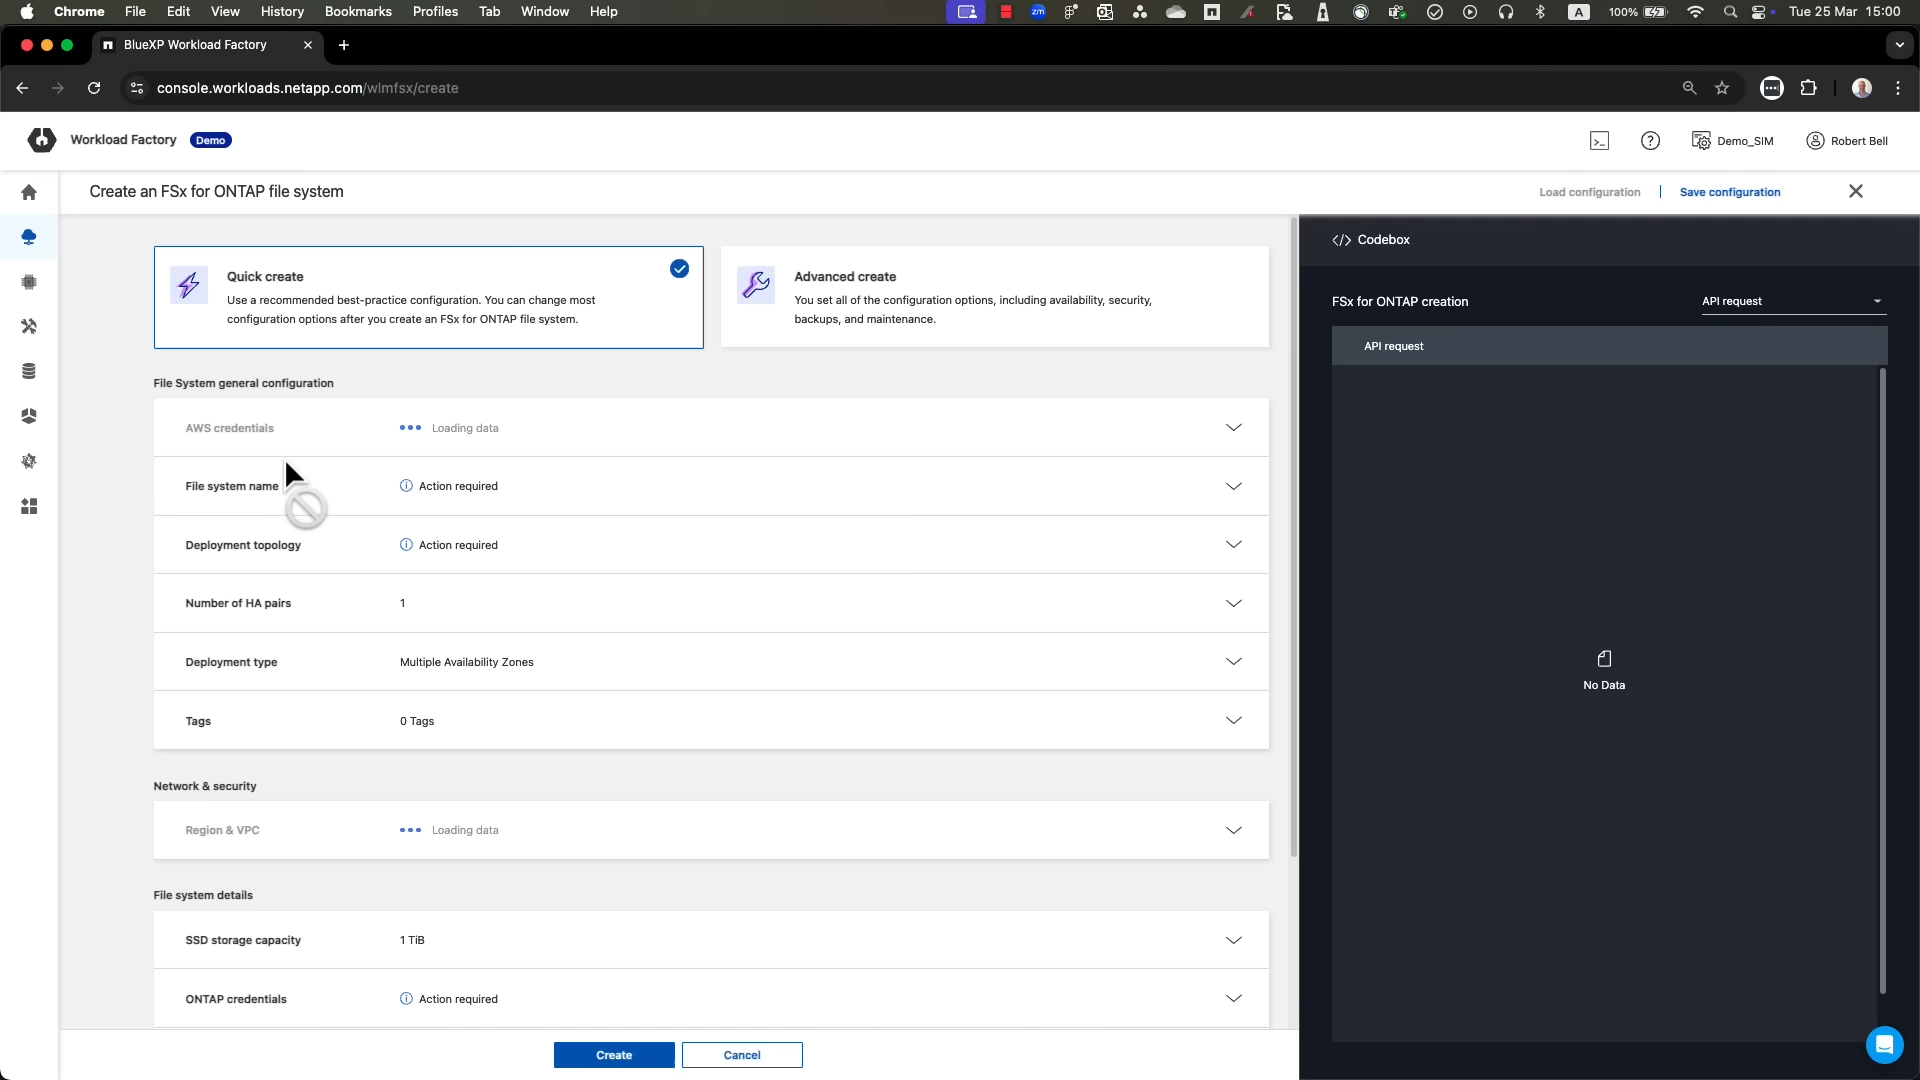 Chrome File Edit View History Bookmarks Profiles Tab Window Help
zm A 100% Tue 25 Mar 15:00
BlueXP Workload Factory
console.workloads.netapp.com/wlmfsx/create
Workload Factory Demo
Demo_SIM Robert Bell
Create an FSx for ONTAP file system
Load configuration | Save configuration
Quick create
Use a recommended best-practice configuration. You can change most
configuration options after you create an FSx for ONTAP file system.
Advanced create
You set all of the configuration options, including availability, security,
backups, and maintenance.
File System general configuration
AWS credentials Loading data
File system name Action required
Deployment topology Action required
Number of HA pairs 1
Deployment type Multiple Availability Zones
Tags 0 Tags
Network & security
Region & VPC Loading data
File system details
SSD storage capacity 1 TiB
ONTAP credentials Action required
Create Cancel
</> Codebox
FSx for ONTAP creation API request
API request
No Data